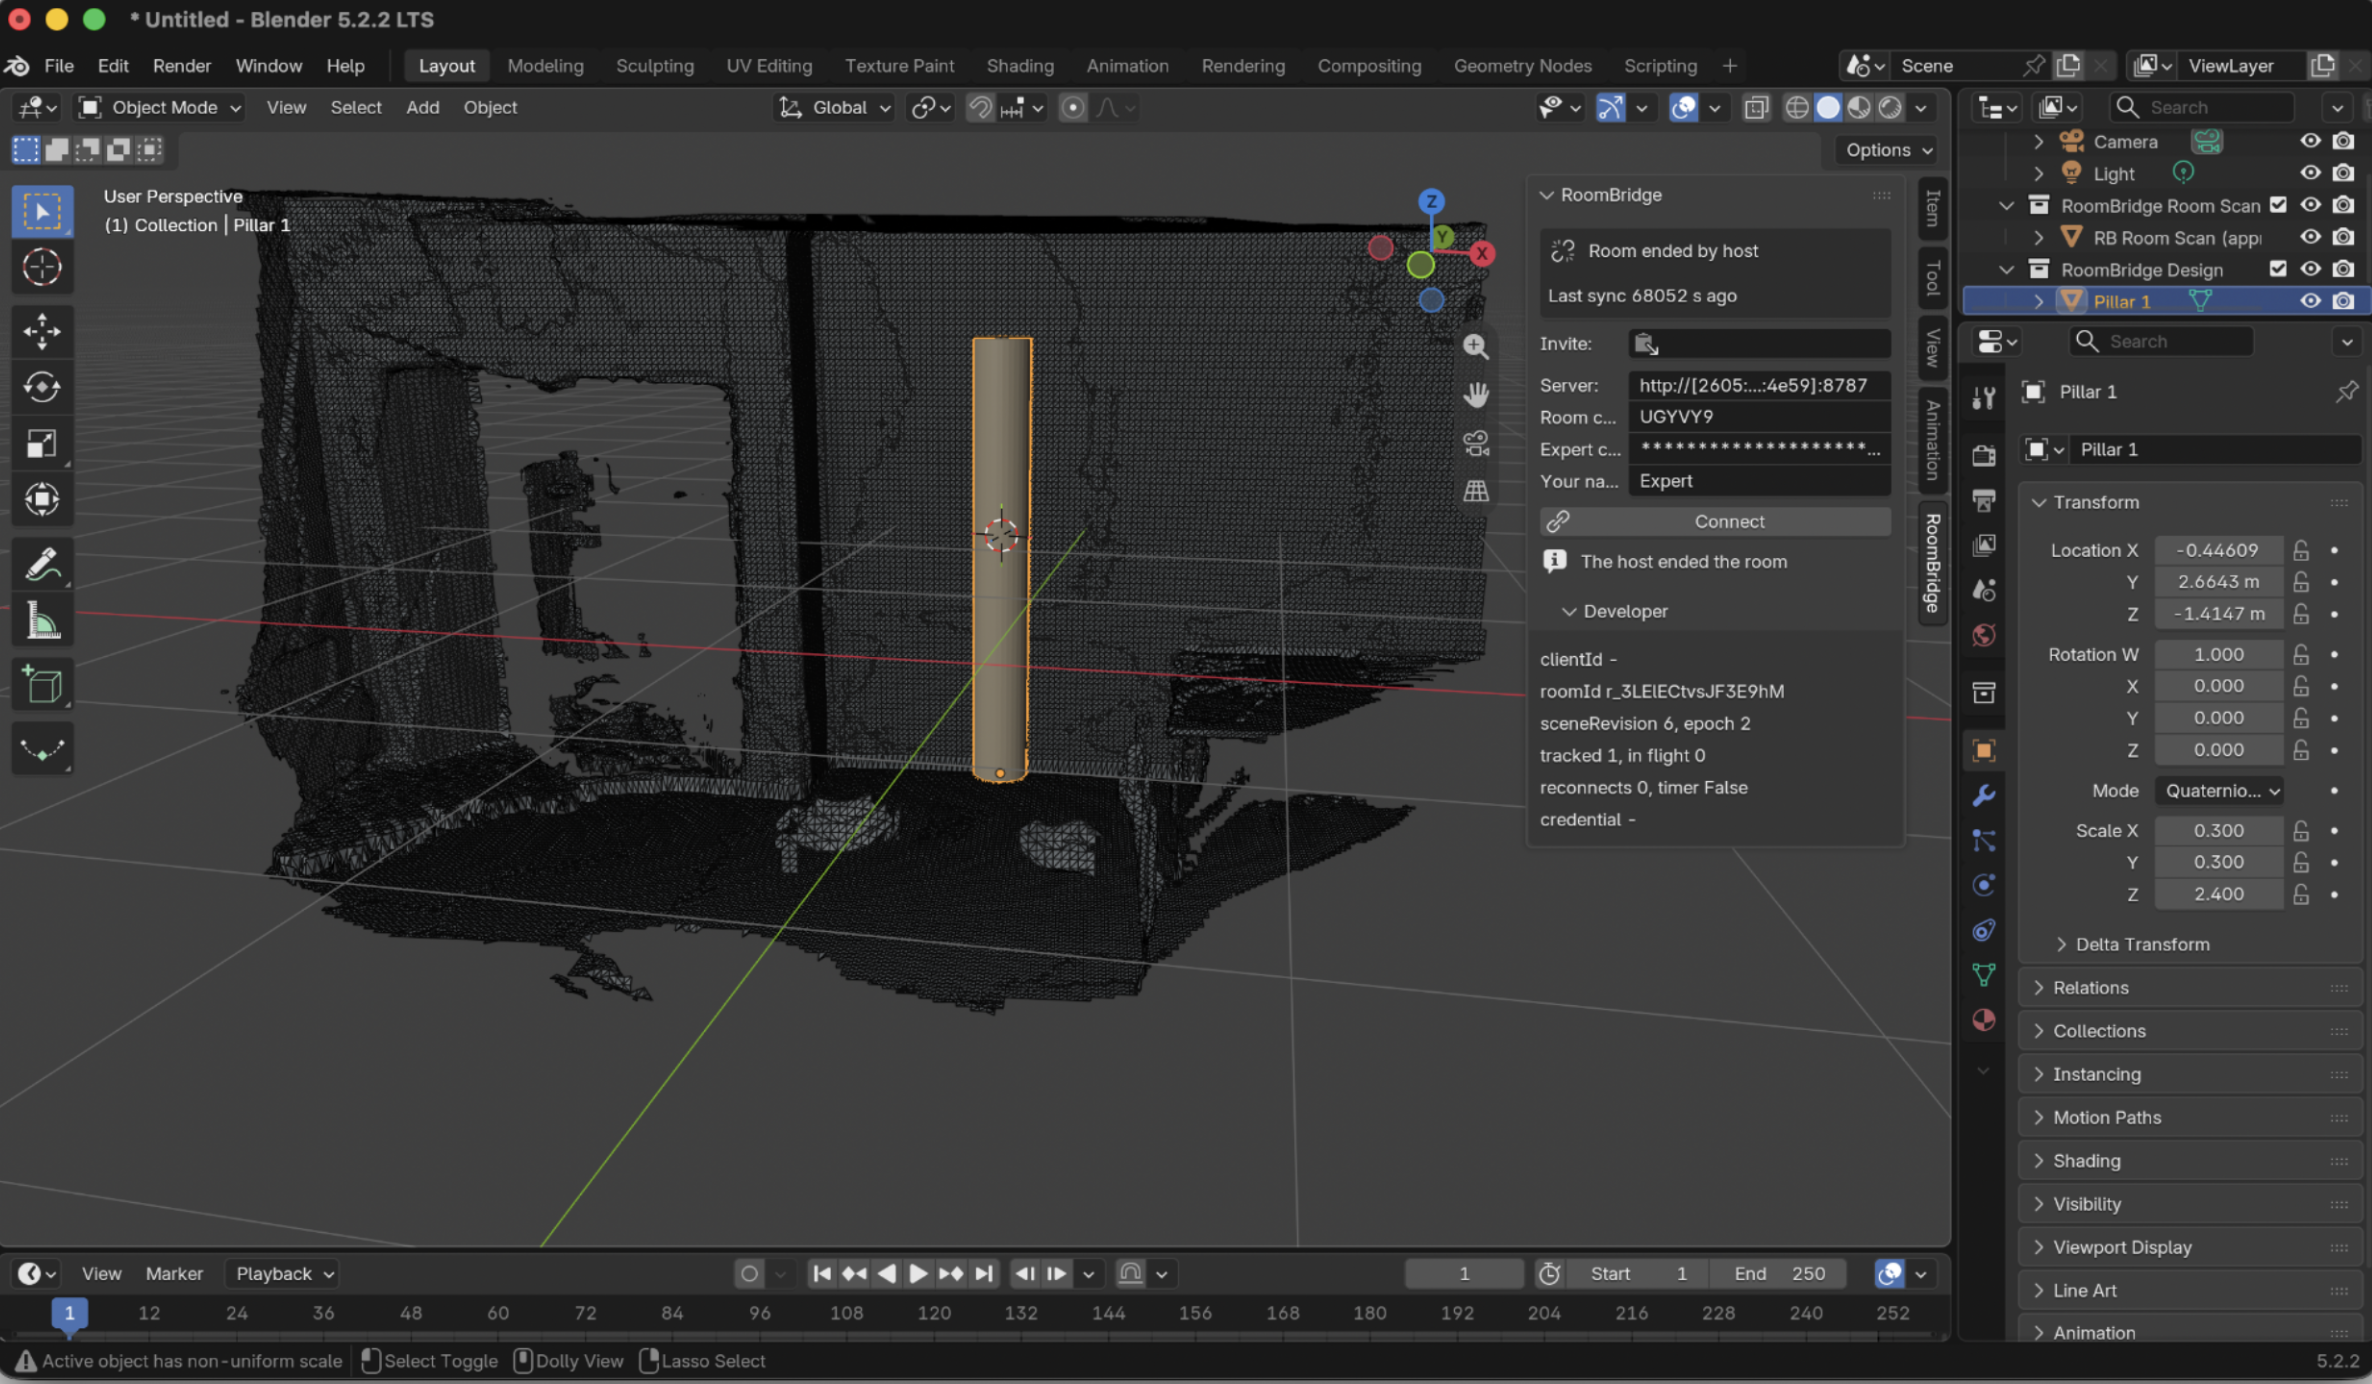 * Untitled - Blender 5.2.2 LTS
File Edit Render Window Help Layout Modeling Sculpting UV Editing Texture Paint Shading Animation Rendering Compositing Geometry Nodes Scripting + Scene ViewLayer
Object Mode View Select Add Object Global Search
Options
User Perspective
(1) Collection | Pillar 1
Z
Y
X
RoomBridge
Room ended by host
Last sync 68052 s ago
Invite:
Server: http://[2605:...:4e59]:8787
Room c... UGYVY9
Expert c... ********************...
Your na... Expert
Connect
The host ended the room
Developer
clientId -
roomId r_3LElECtvsJF3E9hM
sceneRevision 6, epoch 2
tracked 1, in flight 0
reconnects 0, timer False
credential -
Item
Tool
View
Animation
RoomBridge
Camera
Light
RoomBridge Room Scan
RB Room Scan (appr
RoomBridge Design
Pillar 1
Search
Pillar 1
Pillar 1
Transform
Location X -0.44609
Y 2.6643 m
Z -1.4147 m
Rotation W 1.000
X 0.000
Y 0.000
Z 0.000
Mode Quaternio...
Scale X 0.300
Y 0.300
Z 2.400
Delta Transform
Relations
Collections
Instancing
Motion Paths
Shading
Visibility
Viewport Display
Line Art
Animation
View Marker Playback 1 Start 1 End 250
1 12 24 36 48 60 72 84 96 108 120 132 144 156 168 180 192 204 216 228 240 252
Active object has non-uniform scale Select Toggle Dolly View Lasso Select 5.2.2